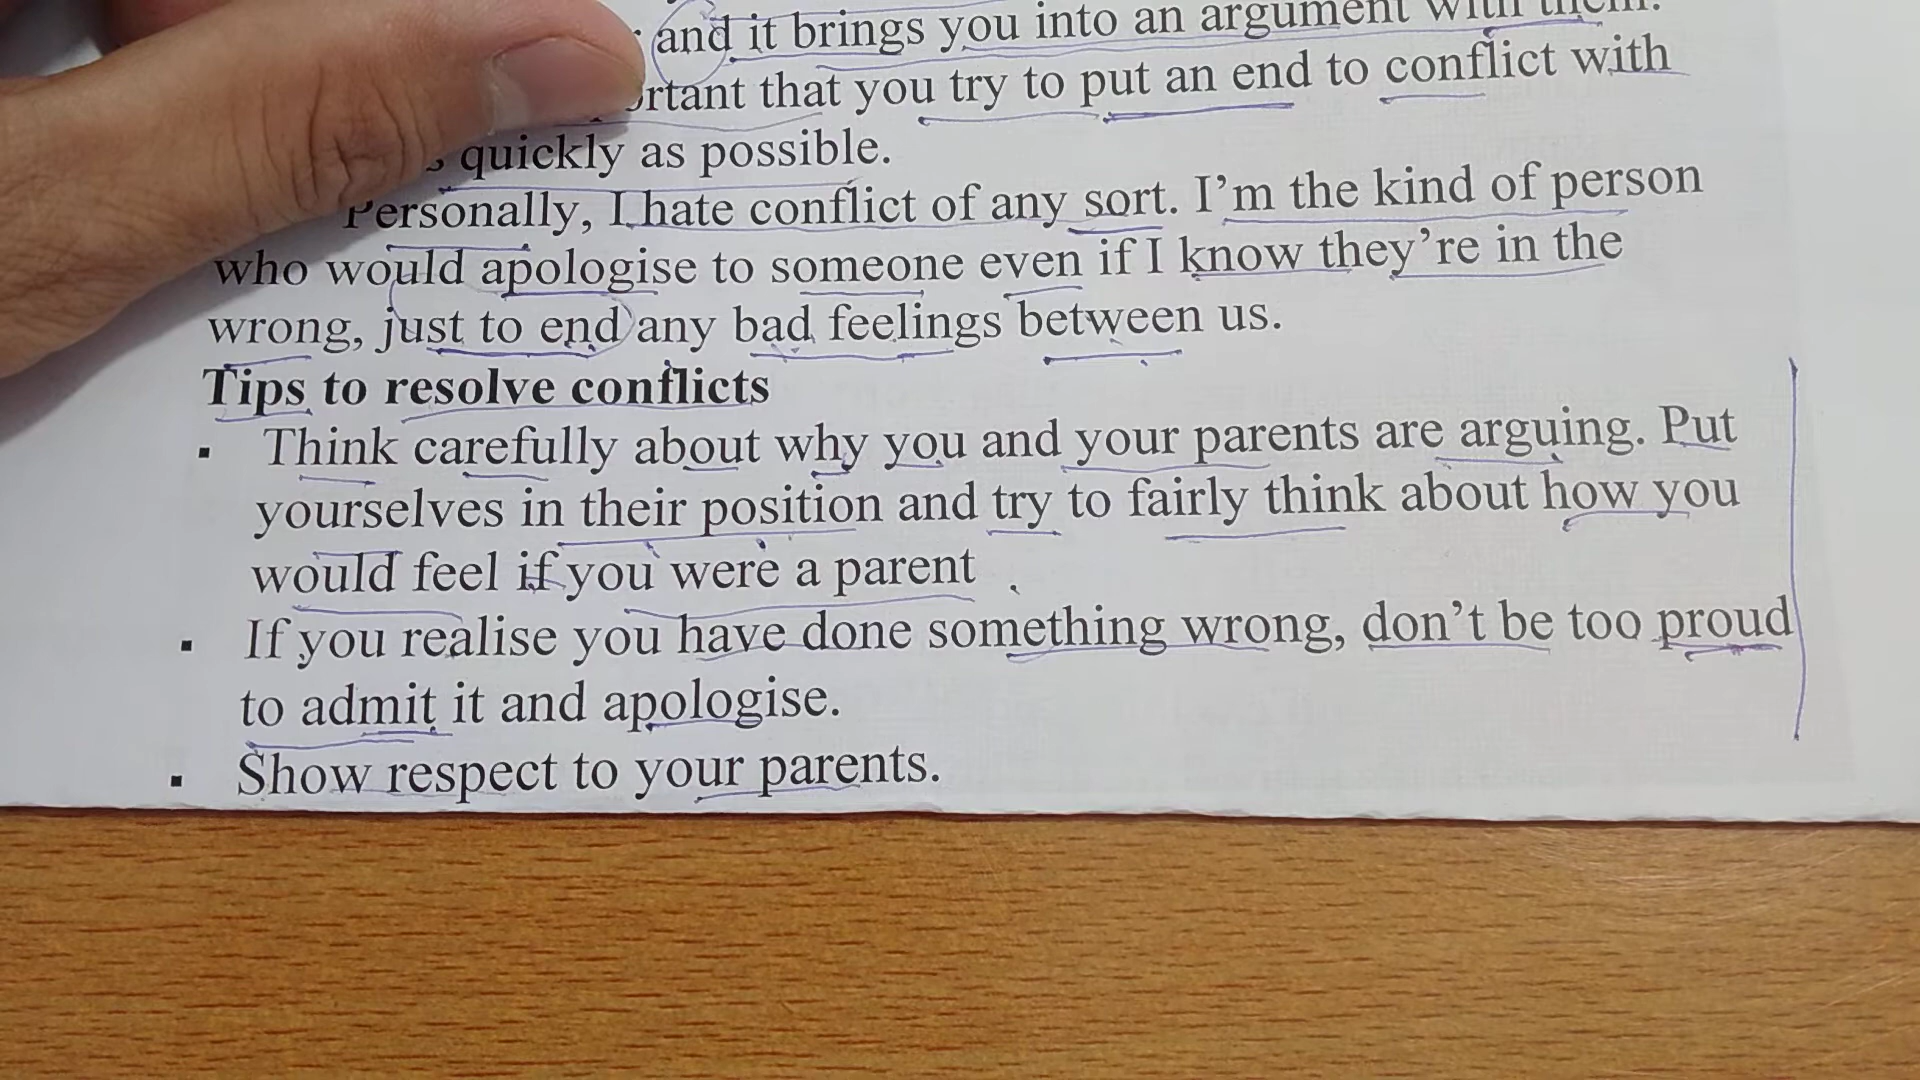 and it brings you into an argument with them.
that you try to put an end to conflict with
quickly as possible.
Personally, I hate conflict of any sort. I'm the kind of person
who would apologise to someone even if I know they're in the
wrong, just to end any bad feelings between us.
Tips to resolve conflicts
▪ Think carefully about why you and your parents are arguing. Put
yourselves in their position and try to fairly think about how you
would feel if you were a parent
▪ If you realise you have done something wrong, don't be too proud
to admit it and apologise.
▪ Show respect to your parents.